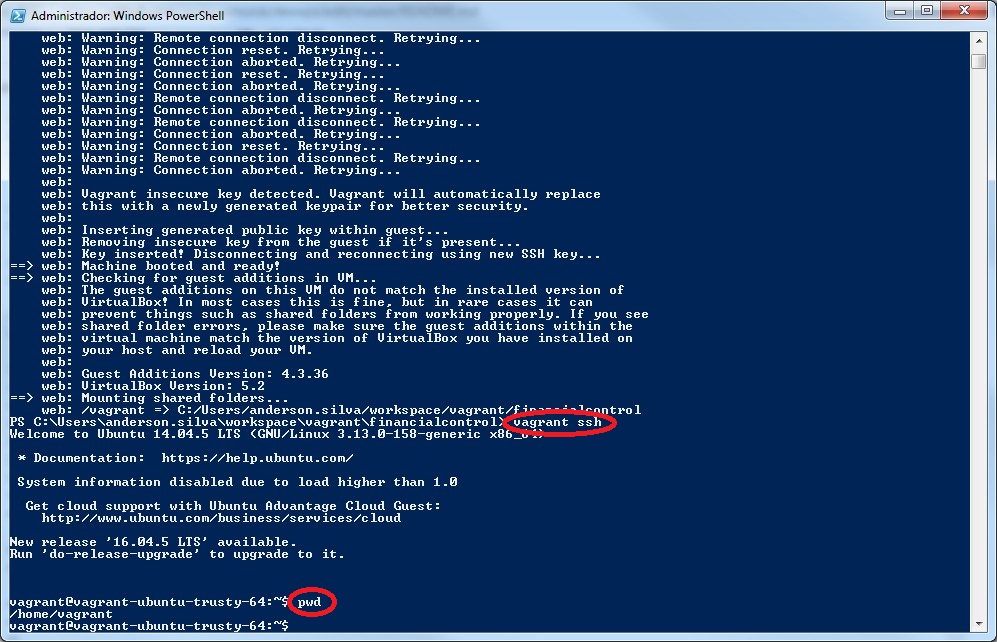 Administrador: Windows PowerShell
web: Warning: Remote connection disconnect. Retrying...
web: Warning: Connection reset. Retrying...
web: Warning: Connection aborted. Retrying...
web: Warning: Connection reset. Retrying...
web: Warning: Connection aborted. Retrying...
web: Warning: Remote connection disconnect. Retrying...
web: Warning: Connection aborted. Retrying...
web: Warning: Remote connection disconnect. Retrying...
web: Warning: Connection aborted. Retrying...
web: Warning: Connection reset. Retrying...
web: Warning: Remote connection disconnect. Retrying...
web: Warning: Connection aborted. Retrying...
web:
web: Vagrant insecure key detected. Vagrant will automatically replace
web: this with a newly generated keypair for better security.
web:
web: Inserting generated public key within guest...
web: Removing insecure key from the guest if it's present...
web: Key inserted! Disconnecting and reconnecting using new SSH key...
==> web: Machine booted and ready!
==> web: Checking for guest additions in VM...
web: The guest additions on this VM do not match the installed version of
web: VirtualBox! In most cases this is fine, but in rare cases it can
web: prevent things such as shared folders from working properly. If you see
web: shared folder errors, please make sure the guest additions within the
web: virtual machine match the version of VirtualBox you have installed on
web: your host and reload your VM.
web:
web: Guest Additions Version: 4.3.36
web: VirtualBox Version: 5.2
==> web: Mounting shared folders...
web: /vagrant => C:/Users/anderson.silva/workspace/vagrant/financialcontrol
PS C:\Users\anderson.silva\workspace\vagrant\financialcontrol> vagrant ssh
Welcome to Ubuntu 14.04.5 LTS (GNU/Linux 3.13.0-158-generic x86_64)
* Documentation:  https://help.ubuntu.com/
System information disabled due to load higher than 1.0
Get cloud support with Ubuntu Advantage Cloud Guest:
http://www.ubuntu.com/business/services/cloud
New release '16.04.5 LTS' available.
Run 'do-release-upgrade' to upgrade to it.
vagrant@vagrant-ubuntu-trusty-64:~$ pwd
/home/vagrant
vagrant@vagrant-ubuntu-trusty-64:~$